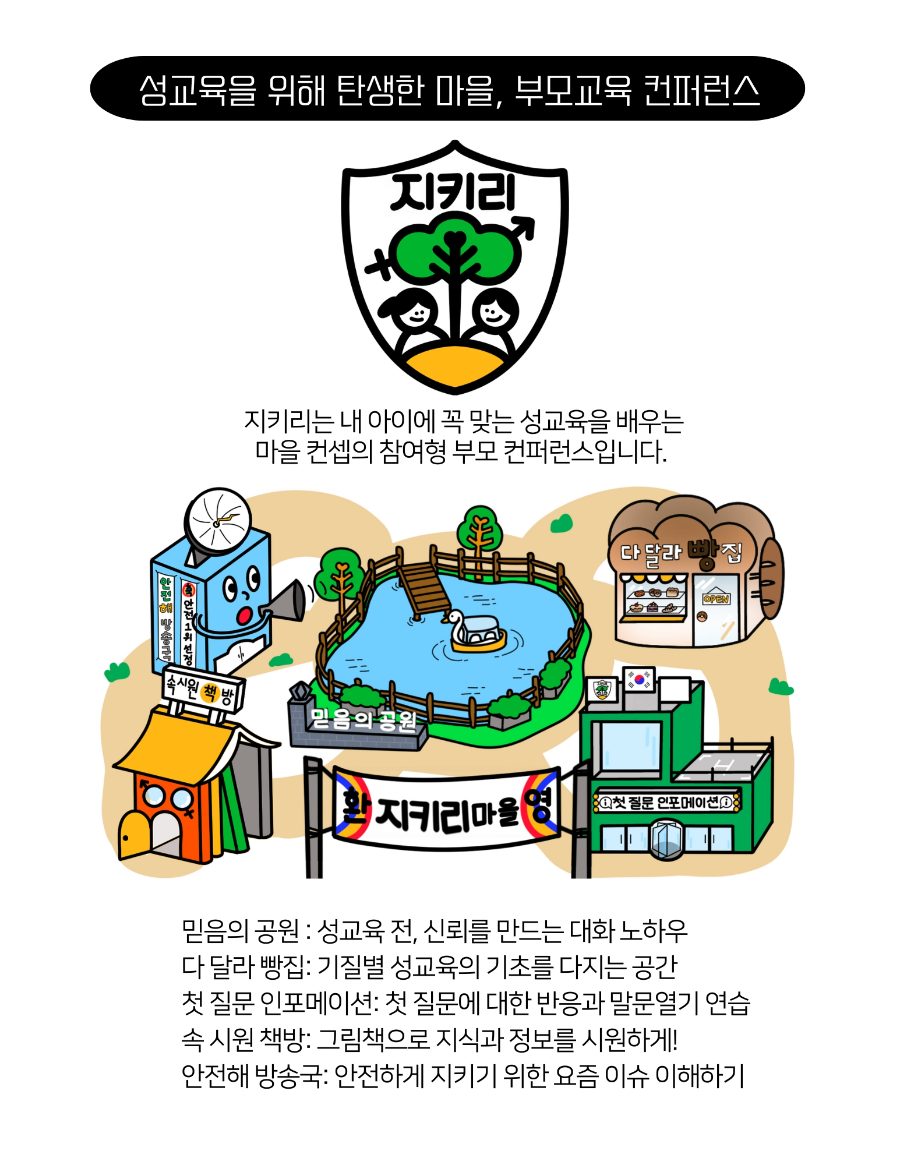 성교육을 위해 탄생한 마을, 부모교육 컨퍼런스
지키리
지키리는 내 아이에 꼭 맞는 성교육을 배우는
마을 컨셉의 참여형 부모 컨퍼런스입니다.
다 달라 빵집
OPEN
안전해 방송국
안전 1위 선정
속 시원 책방
믿음의 공원
첫 질문 인포메이션
환 지키리마을 영
믿음의 공원 : 성교육 전, 신뢰를 만드는 대화 노하우
다 달라 빵집: 기질별 성교육의 기초를 다지는 공간
첫 질문 인포메이션: 첫 질문에 대한 반응과 말문열기 연습
속 시원 책방: 그림책으로 지식과 정보를 시원하게!
안전해 방송국: 안전하게 지키기 위한 요즘 이슈 이해하기